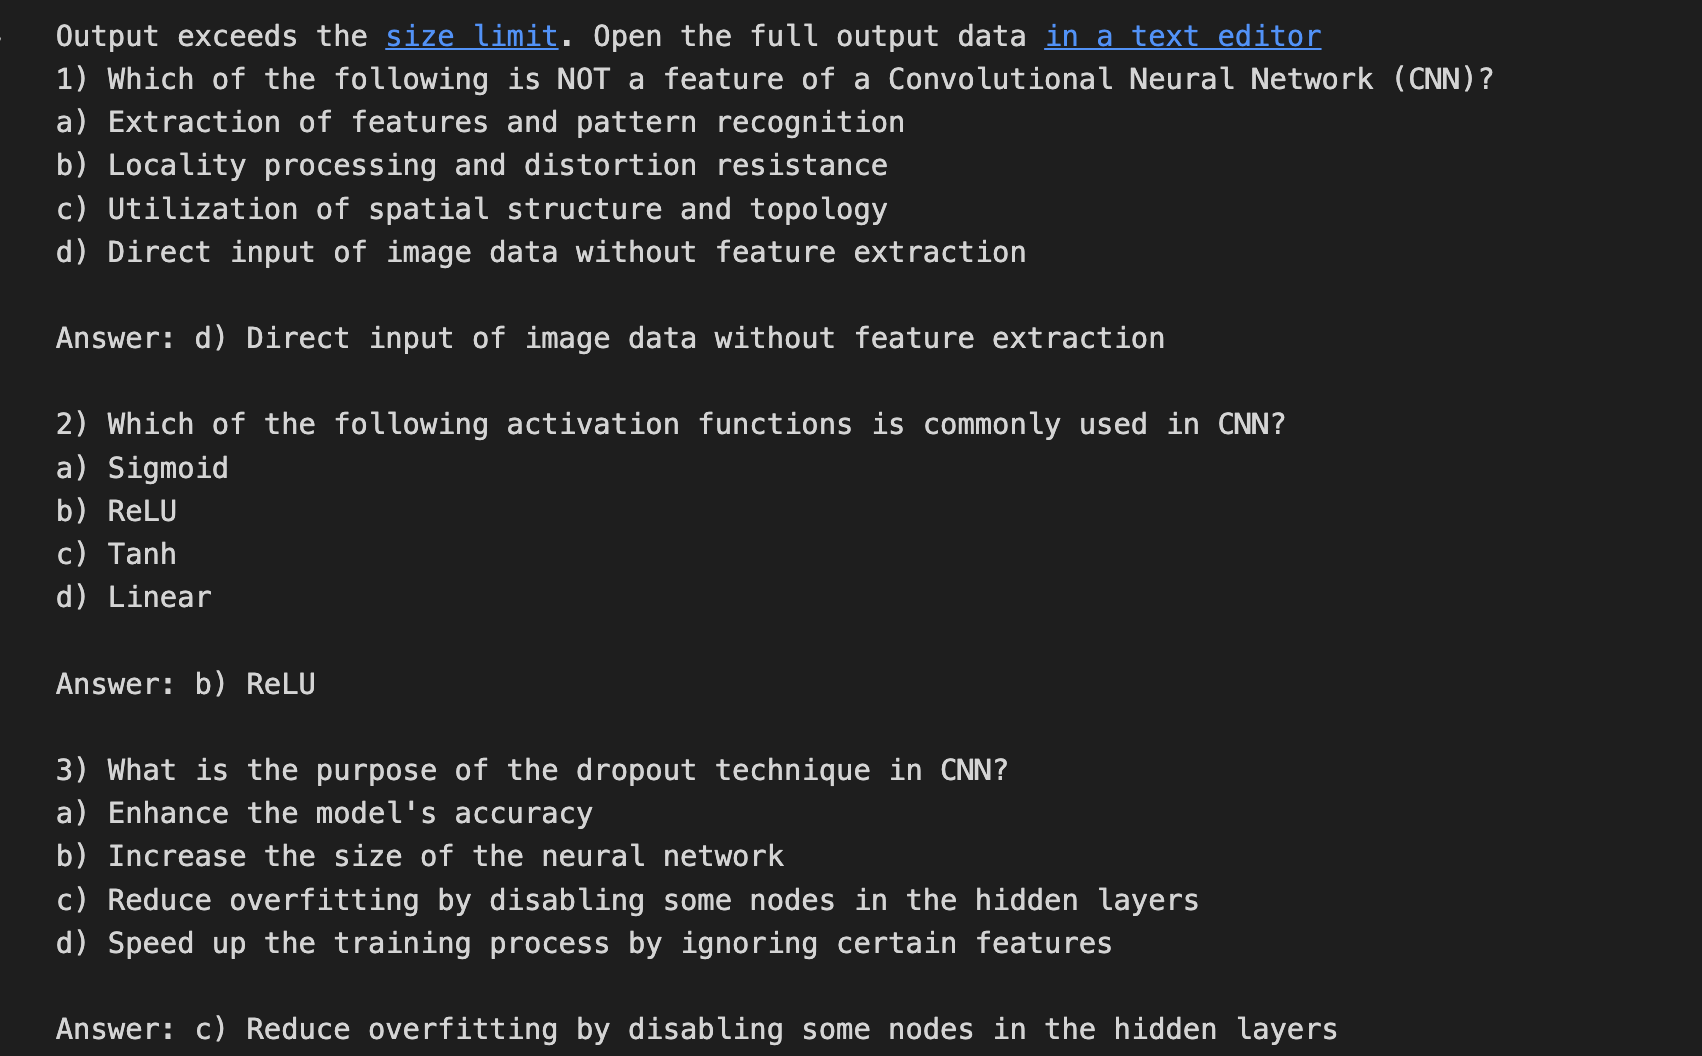 Output exceeds the size limit. Open the full output data in a text editor
1) Which of the following is NOT a feature of a Convolutional Neural Network (CNN)?
a) Extraction of features and pattern recognition
b) Locality processing and distortion resistance
c) Utilization of spatial structure and topology
d) Direct input of image data without feature extraction
Answer: d) Direct input of image data without feature extraction
2) Which of the following activation functions is commonly used in CNN?
a) Sigmoid
b) ReLU
c) Tanh
d) Linear
Answer: b) ReLU
3) What is the purpose of the dropout technique in CNN?
a) Enhance the model's accuracy
b) Increase the size of the neural network
c) Reduce overfitting by disabling some nodes in the hidden layers
d) Speed up the training process by ignoring certain features
Answer: c) Reduce overfitting by disabling some nodes in the hidden layers